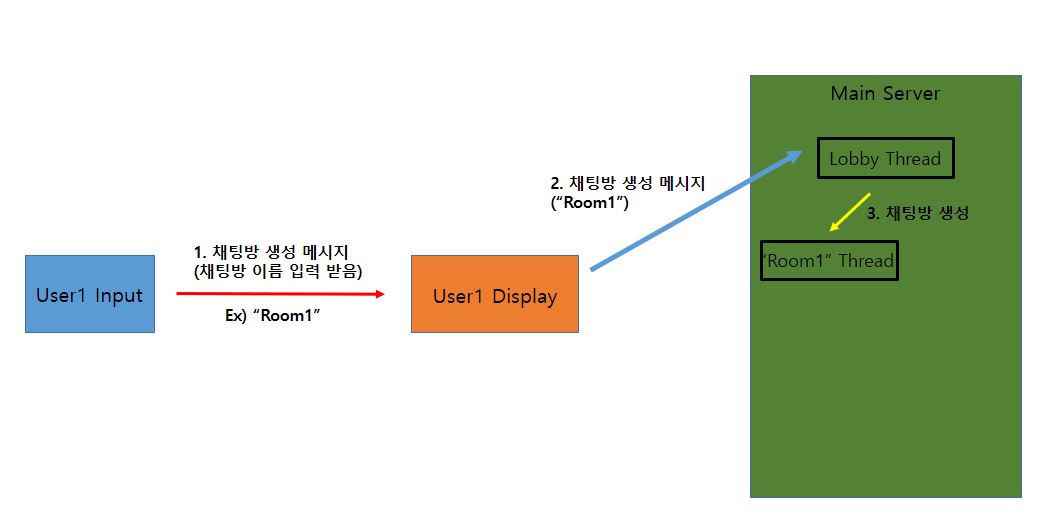 Main Server
Lobby Thread
2. 채팅방 생성 메시지
(“Room1”)
3. 채팅방 생성
“Room1” Thread
1. 채팅방 생성 메시지
(채팅방 이름 입력 받음)
User1 Input
User1 Display
Ex) “Room1”